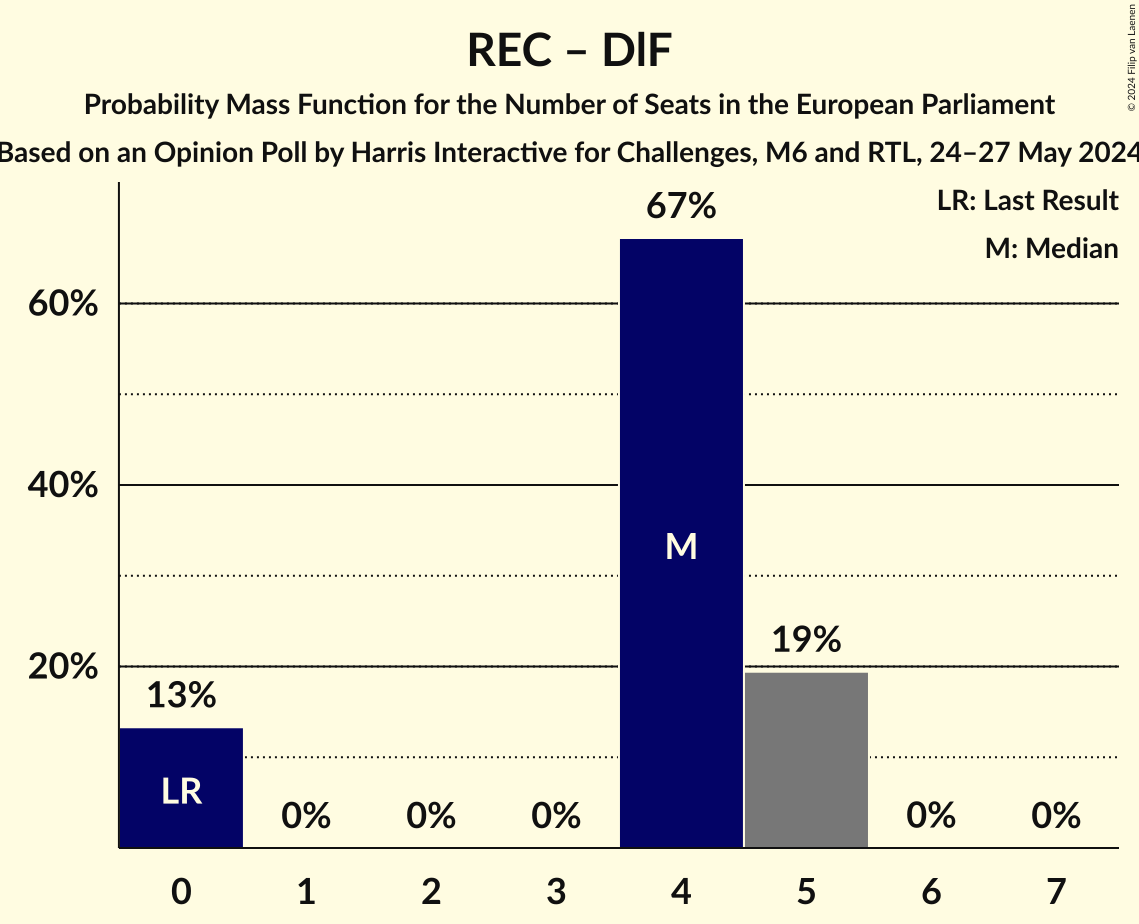 REC – DlF
Probability Mass Function for the Number of Seats in the European Parliament
Based on an Opinion Poll by Harris Interactive for Challenges, M6 and RTL, 24–27 May 2024
© 2024 Filip van Laenen
LR: Last Result
M: Median
67%
60%
40%
M
19%
20%
13%
LR
0%
0%
0%
0%
0%
0
1
2
3
4
5
6
7